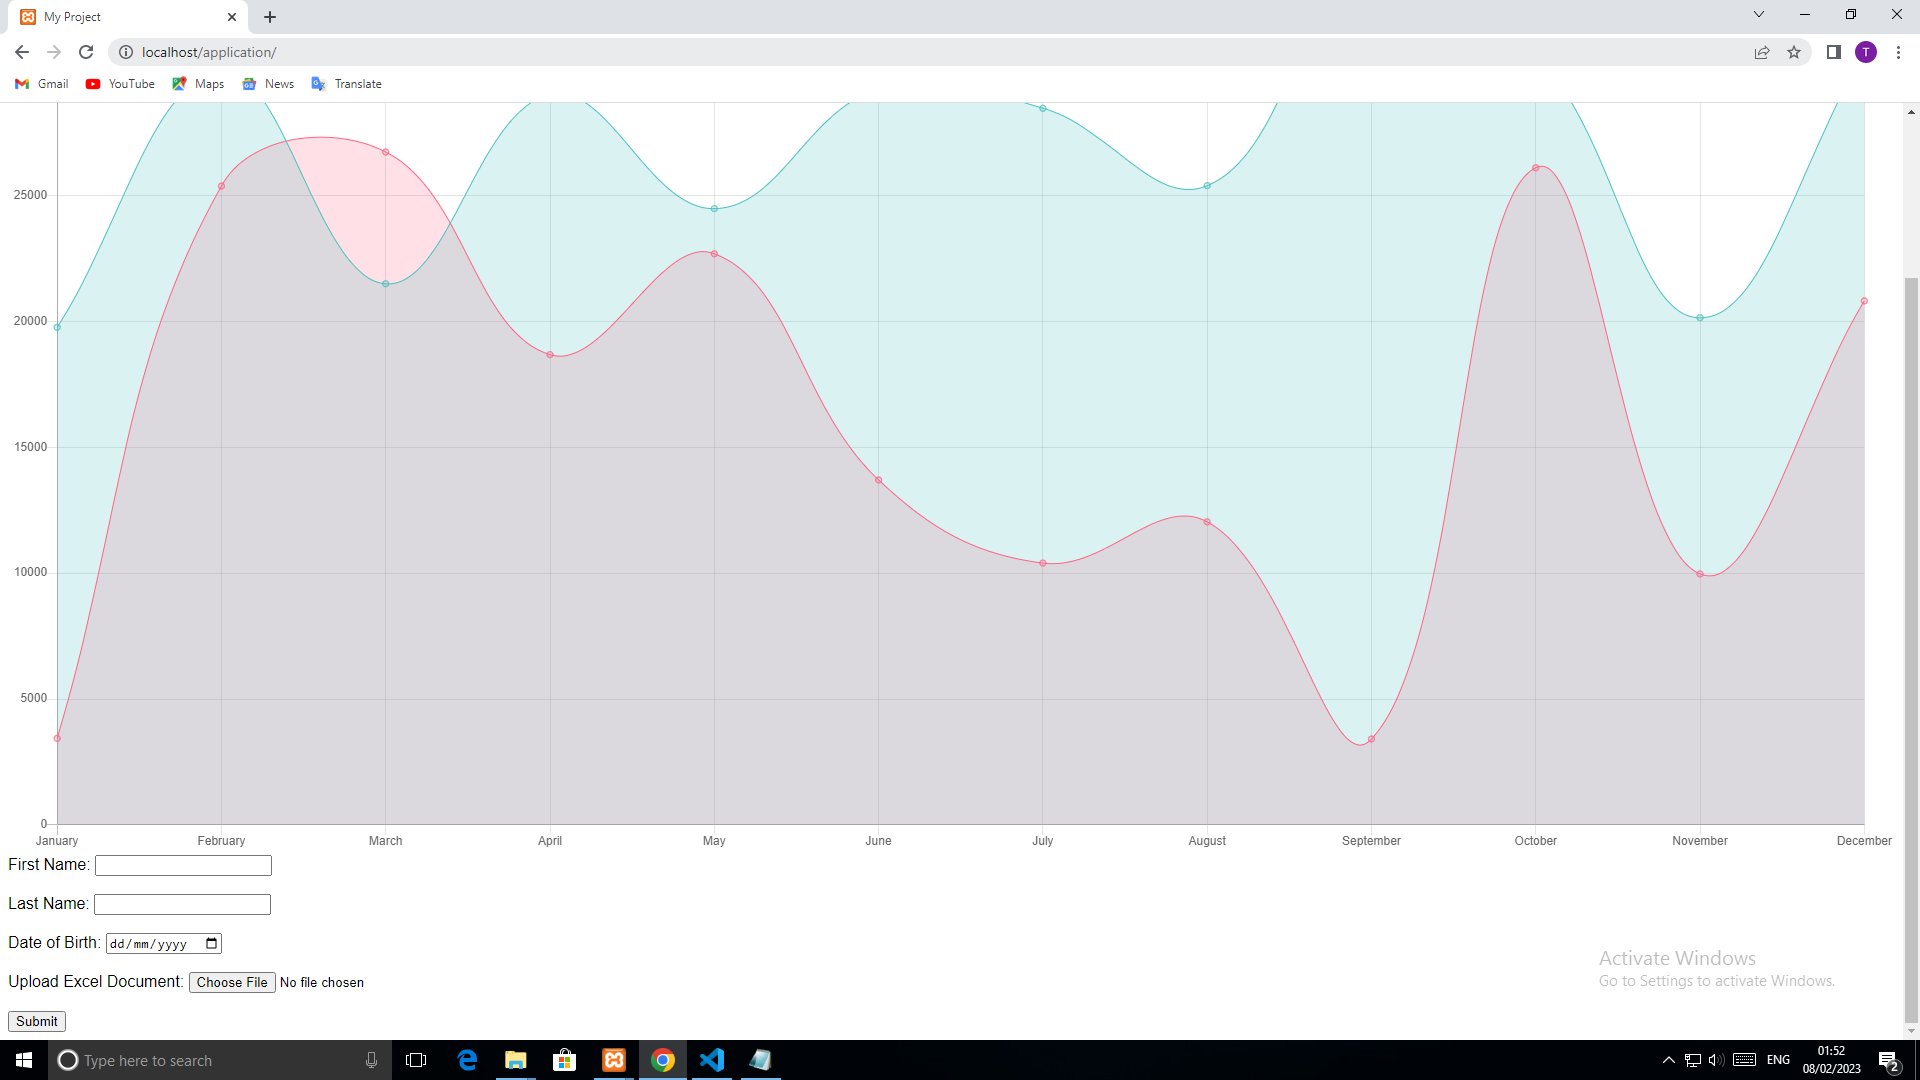 My Project
localhost/application/
T
Gmail YouTube Maps News Translate
25000
20000
15000
10000
5000
0
January February March April May June July August September October November December
First Name:
Last Name:
Date of Birth: dd/mm/yyyy
Upload Excel Document: Choose File No file chosen
Submit
Activate Windows
Go to Settings to activate Windows.
Type here to search
ENG
01:52
08/02/2023
2